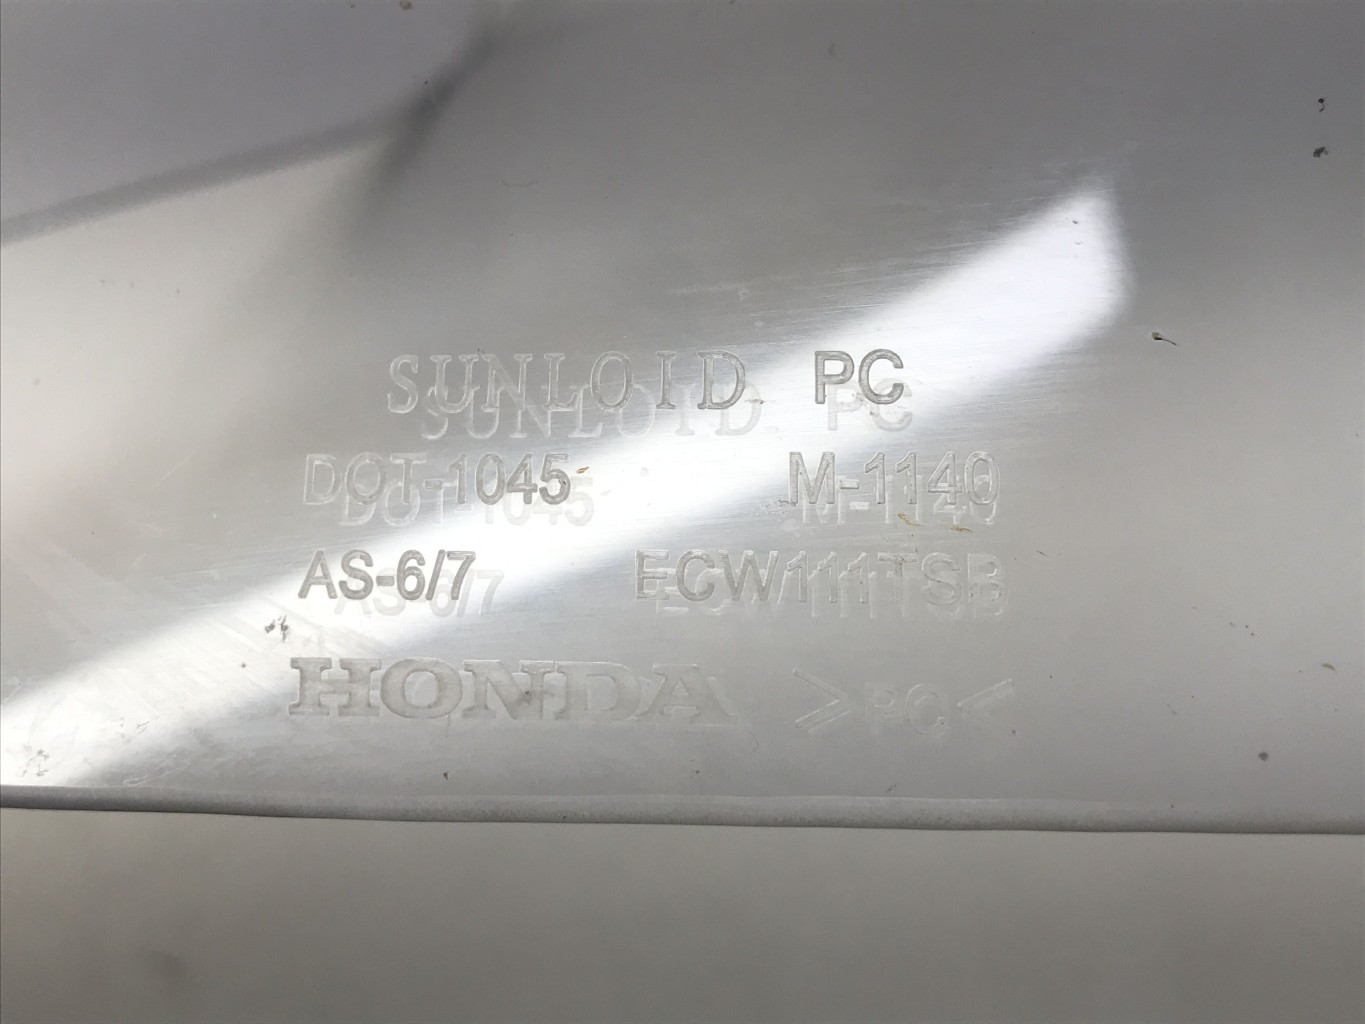 SUNLOID PC
DOT-1045 M-1140
AS-6/7 ECW111TSB
HONDA >PC<